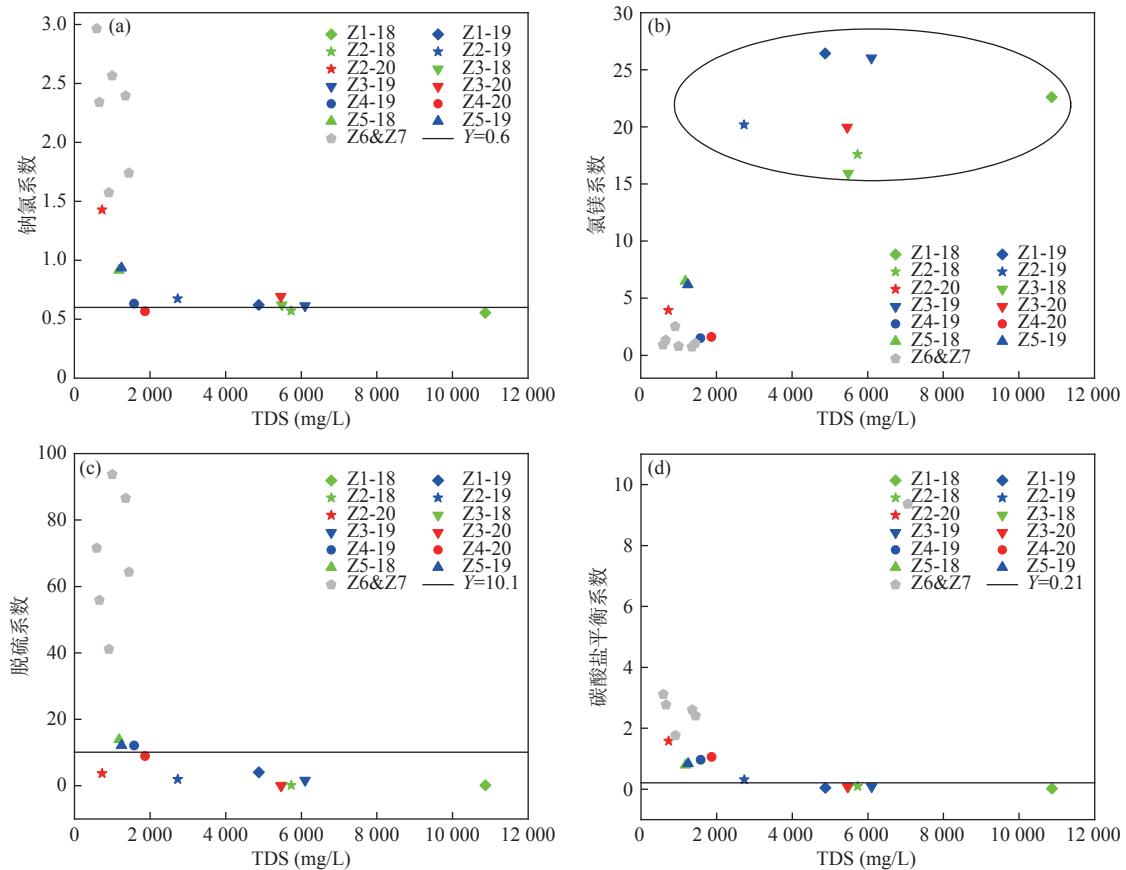 (a)
3.0
2.5
2.0
1.5
1.0
0.5
0
钠氯系数
Z1-18 Z1-19
Z2-18 Z2-19
Z2-20 Z3-18
Z3-19 Z3-20
Z4-19 Z4-20
Z5-18 Z5-19
Z6&Z7 Y=0.6
0 2 000 4 000 6 000 8 000 10 000 12 000
TDS (mg/L)
(b)
30
25
20
15
10
5
0
氯镁系数
Z1-18 Z1-19
Z2-18 Z2-19
Z2-20 Z3-18
Z3-19 Z3-20
Z4-19 Z4-20
Z5-18 Z5-19
Z6&Z7
0 2 000 4 000 6 000 8 000 10 000 12 000
TDS (mg/L)
(c)
100
80
60
40
20
0
脱硫系数
Z1-18 Z1-19
Z2-18 Z2-19
Z2-20 Z3-18
Z3-19 Z3-20
Z4-19 Z4-20
Z5-18 Z5-19
Z6&Z7 Y=10.1
0 2 000 4 000 6 000 8 000 10 000 12 000
TDS (mg/L)
(d)
10
8
6
4
2
0
碳酸盐平衡系数
Z1-18 Z1-19
Z2-18 Z2-19
Z2-20 Z3-18
Z3-19 Z3-20
Z4-19 Z4-20
Z5-18 Z5-19
Z6&Z7 Y=0.21
0 2 000 4 000 6 000 8 000 10 000 12 000
TDS (mg/L)